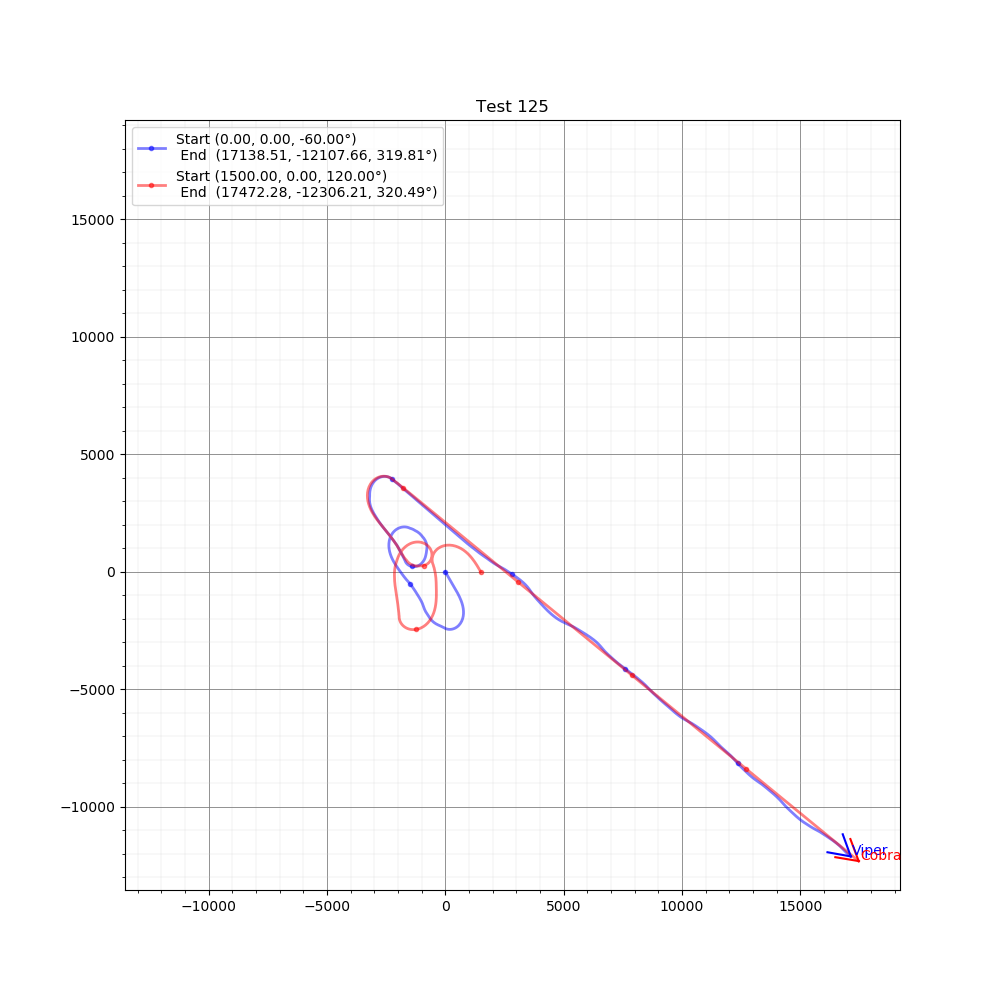 Test 125
Start (0.00, 0.00, -60.00°)
End (17138.51, -12107.66, 319.81°)
Start (1500.00, 0.00, 120.00°)
End (17472.28, -12306.21, 320.49°)
15000
10000
5000
0
−5000
−10000
Viper
Cobra
−10000
−5000
0
5000
10000
15000